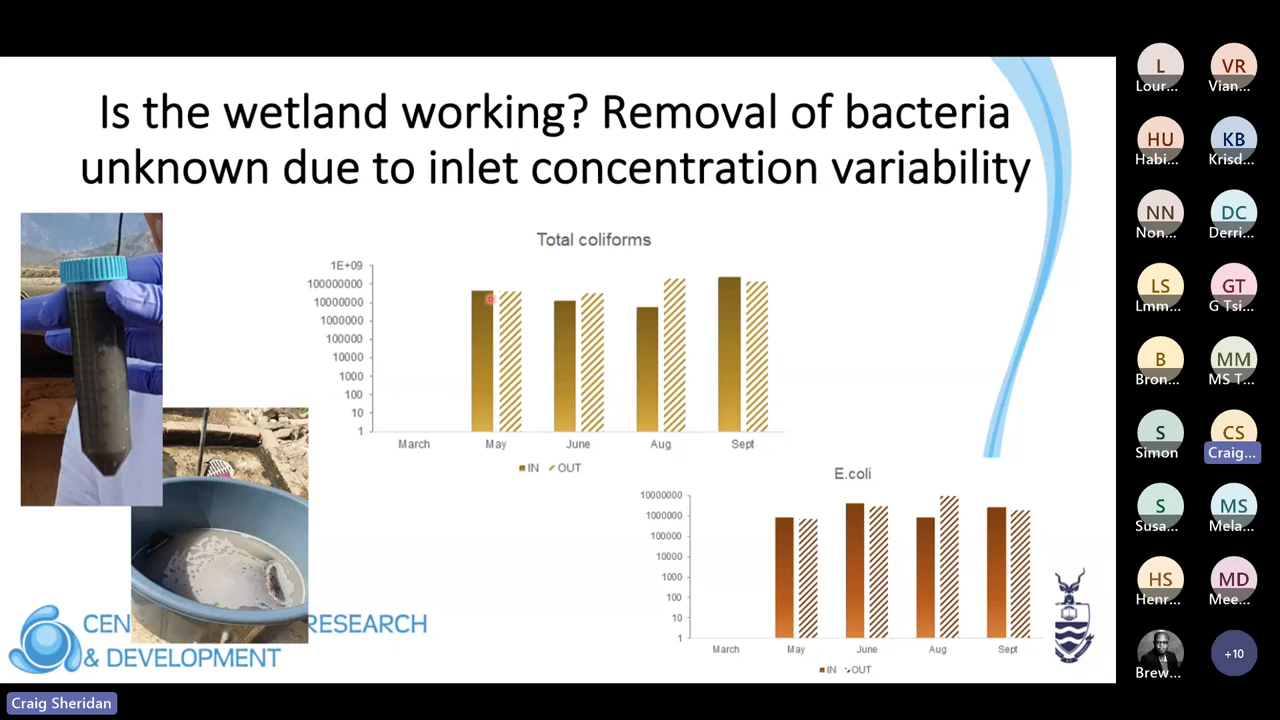 Is the wetland working? Removal of bacteria
unknown due to inlet concentration variability
Total coliforms
1E+09
100000000
10000000
1000000
100000
10000
1000
100
10
1
March May June Aug Sept
IN OUT
E.coli
10000000
1000000
100000
10000
1000
100
10
1
March May June Aug Sept
IN OUT
CEN RESEARCH
& DEVELOPMENT
Craig Sheridan
L VR
Lour... Vian...
HU KB
Habi... Krisd...
NN DC
Non... Derri...
LS GT
Lmm... G Tsi...
B MM
Bron... MS T...
S CS
Simon Craig...
S MS
Susa... Mela...
HS MD
Henr... Mee...
+10
Brew...